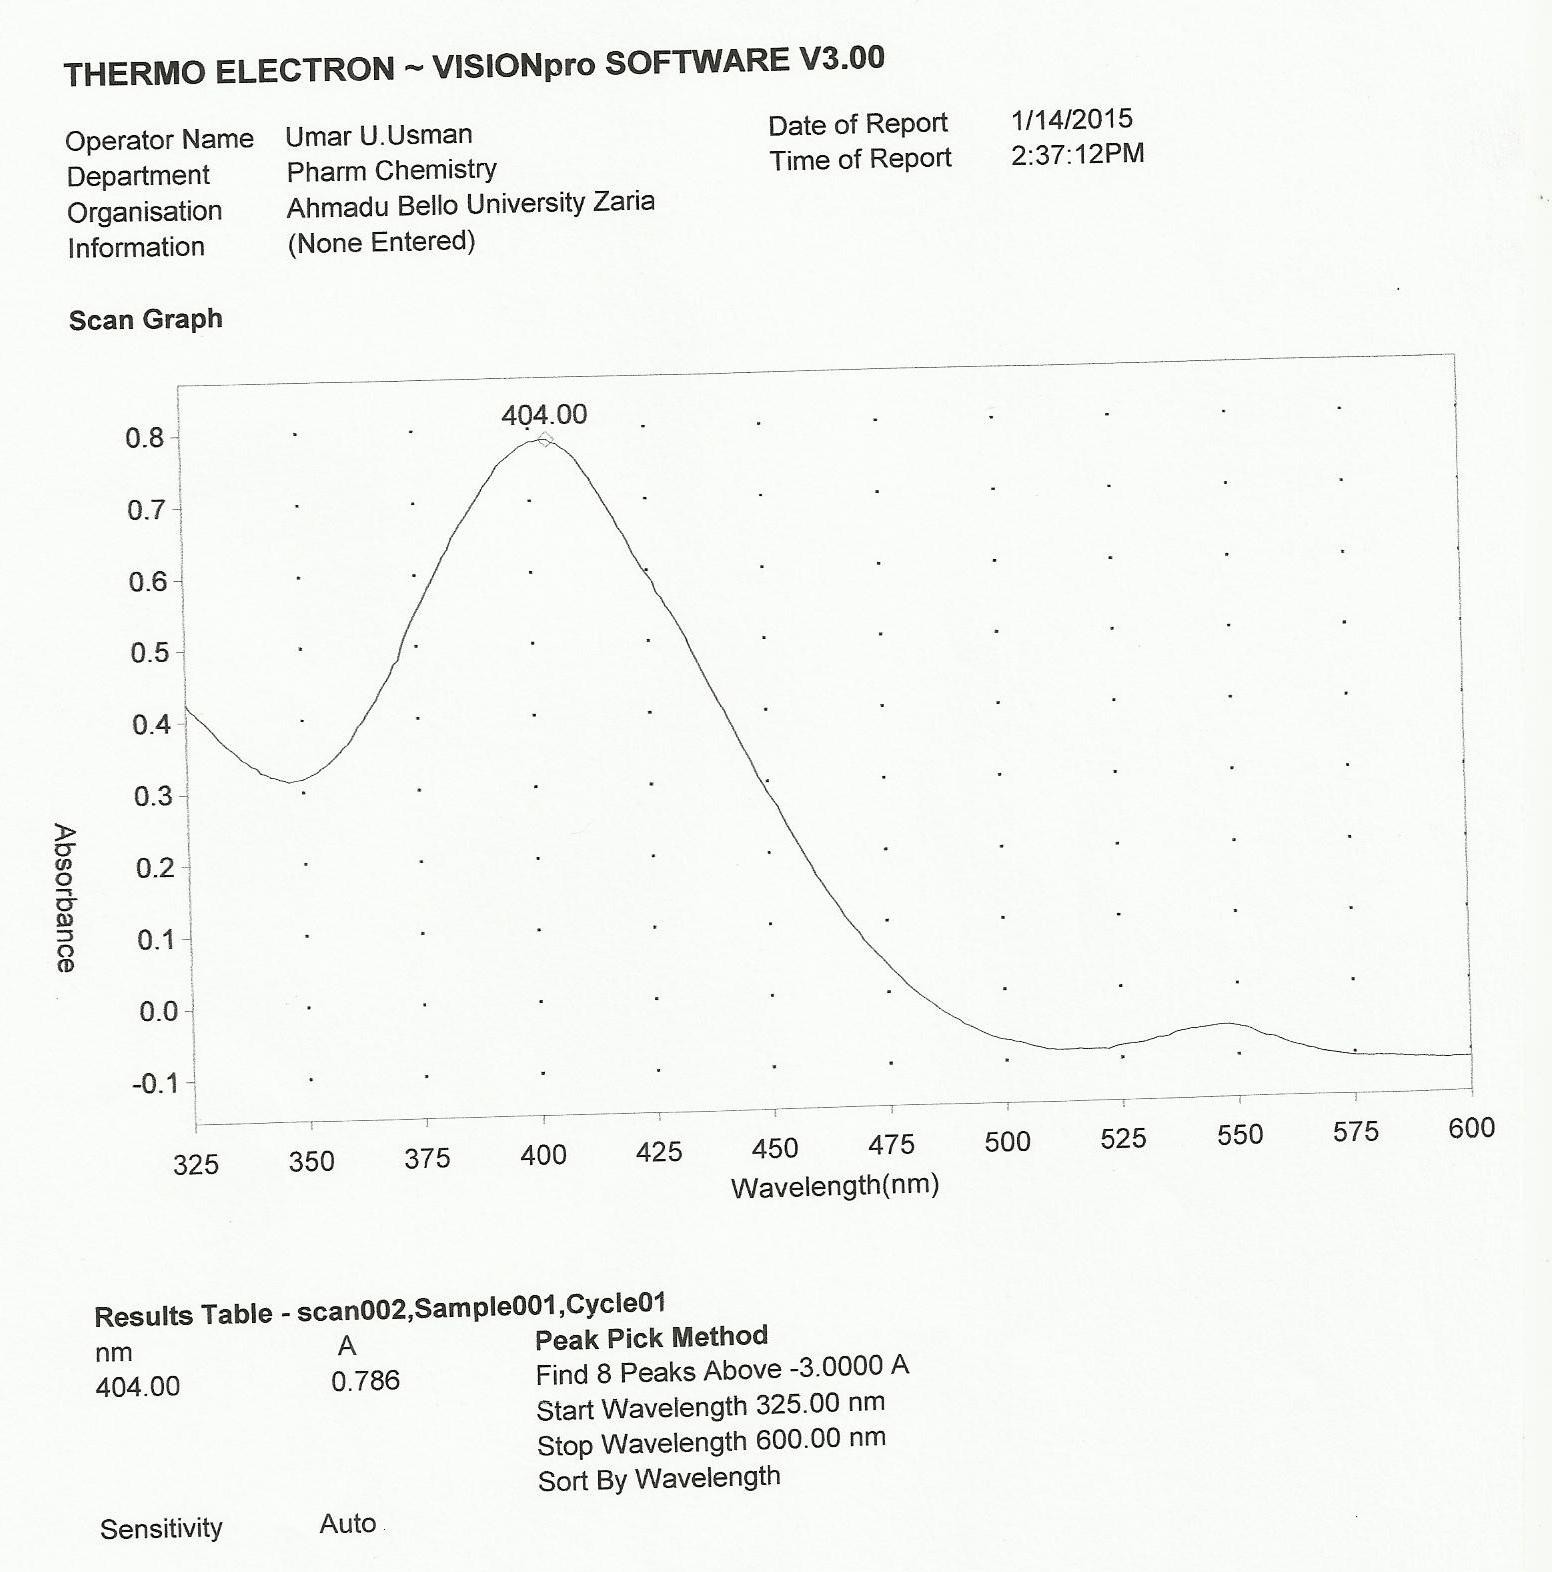 THERMO ELECTRON ~ VISIONpro SOFTWARE V3.00
Operator Name Umar U.Usman Date of Report 1/14/2015
Department Pharm Chemistry Time of Report 2:37:12PM
Organisation Ahmadu Bello University Zaria
Information (None Entered)
Scan Graph
404.00
0.8
0.7
0.6
0.5
0.4
0.3
0.2
0.1
0.0
-0.1
Absorbance
325 350 375 400 425 450 475 500 525 550 575 600
Wavelength(nm)
Results Table - scan002,Sample001,Cycle01
nm A Peak Pick Method
404.00 0.786 Find 8 Peaks Above -3.0000 A
Start Wavelength 325.00 nm
Stop Wavelength 600.00 nm
Sort By Wavelength
Sensitivity Auto